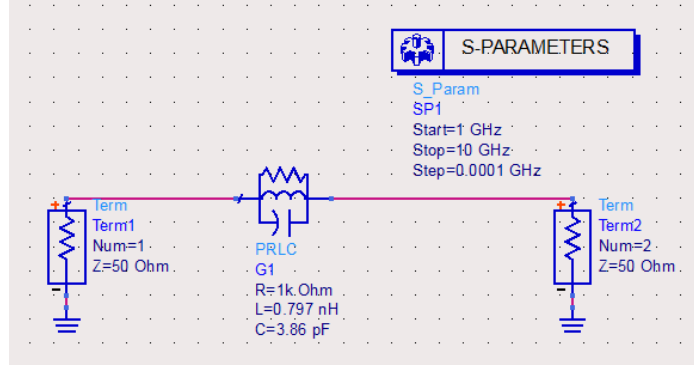 S-PARAMETERS
S_Param
SP1
Start=1 GHz
Stop=10 GHz
Step=0.0001 GHz
+
Term
Term1
Num=1
Z=50 Ohm
-
PRLC
G1
R=1k Ohm
L=0.797 nH
C=3.86 pF
+
Term
Term2
Num=2
Z=50 Ohm
-